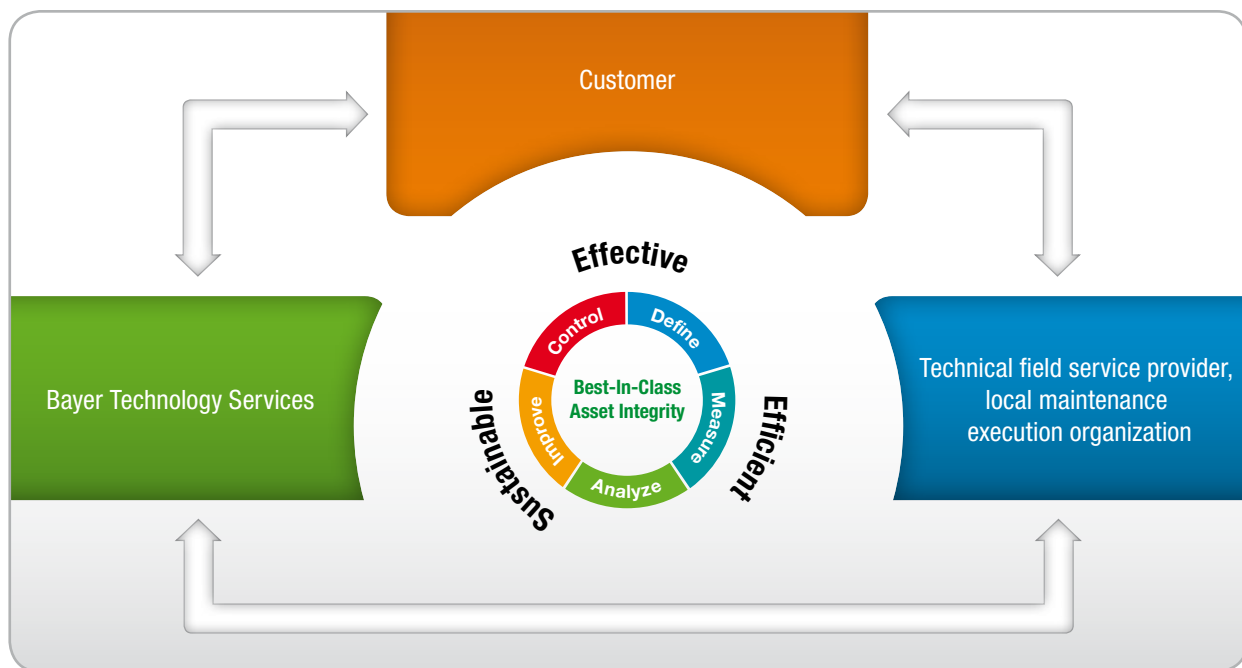 Customer
Effective
Control
Define
Bayer Technology Services
Best-In-Class
Asset Integrity
Technical field service provider,
local maintenance
execution organization
Sustainable
Improve
Measure
Efficient
Analyze